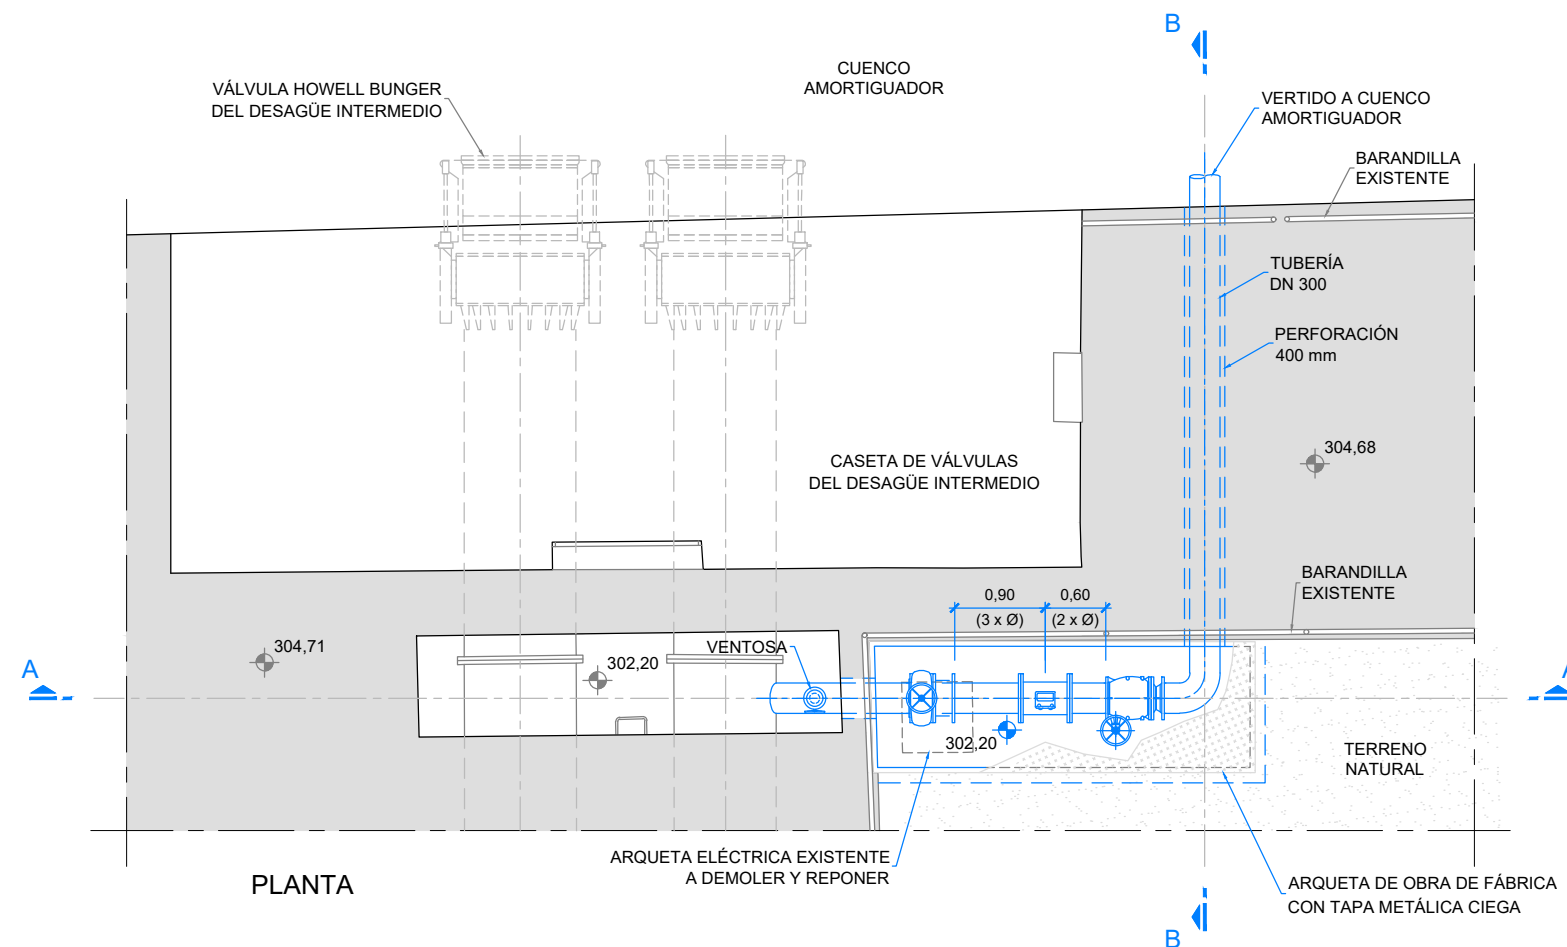 B
CUENCO
AMORTIGUADOR
VÁLVULA HOWELL BUNGER
DEL DESAGÜE INTERMEDIO
VERTIDO A CUENCO
AMORTIGUADOR
BARANDILLA
EXISTENTE
TUBERÍA
DN 300
PERFORACIÓN
400 mm
304,68
CASETA DE VÁLVULAS
DEL DESAGÜE INTERMEDIO
BARANDILLA
EXISTENTE
0,90
(3 x Ø)
0,60
(2 x Ø)
304,71
VENTOSA
302,20
A
A
302,20
TERRENO
NATURAL
ARQUETA ELÉCTRICA EXISTENTE
A DEMOLER Y REPONER
PLANTA
ARQUETA DE OBRA DE FÁBRICA
CON TAPA METÁLICA CIEGA
B